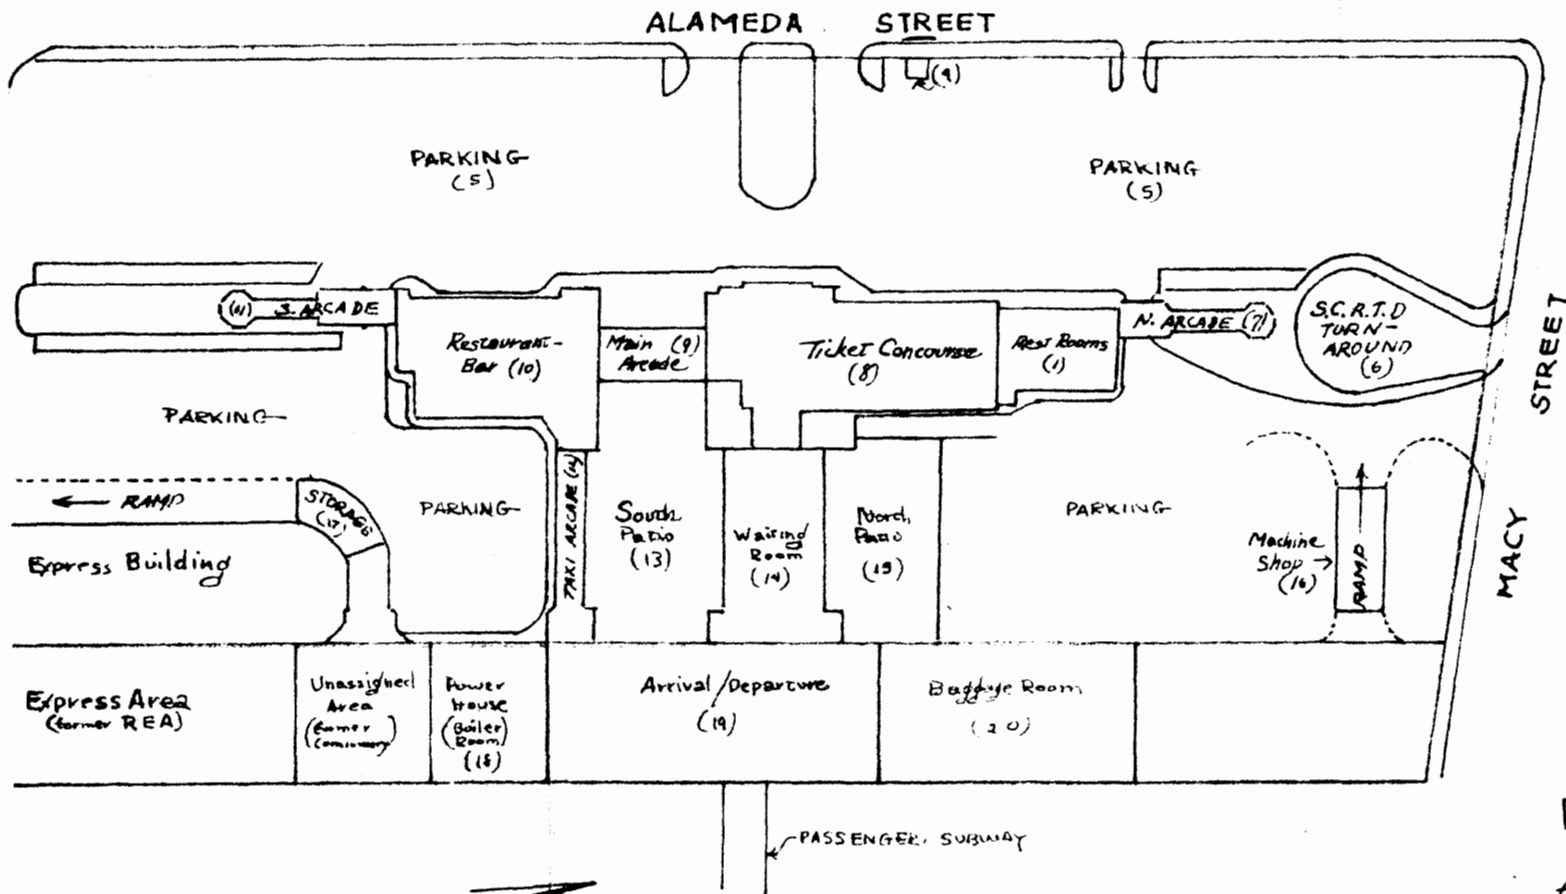 ALAMEDA STREET
(4)
PARKING
(5)
PARKING
(5)
(11) S. ARCADE
Restaurant-
Bar (10)
Main (9)
Arcade
Ticket Concourse
(8)
Rest Rooms
(1)
N. ARCADE (7)
S.C.R.T.D
TURN-
AROUND
(6)
STREET
MACY
PARKING
← RAMP
STORAGE
(17)
PARKING
TAXI ARCADE
South
Patio
(13)
Waiting
Room
(14)
North
Patio
(15)
PARKING
Machine
Shop →
(16)
RAMP
Express Building
Express Area
(former REA)
Unassigned
Area
(former
Power
House
(Boiler
Room)
(18)
Arrival/Departure
(19)
Baggage Room
(20)
PASSENGER SUBWAY